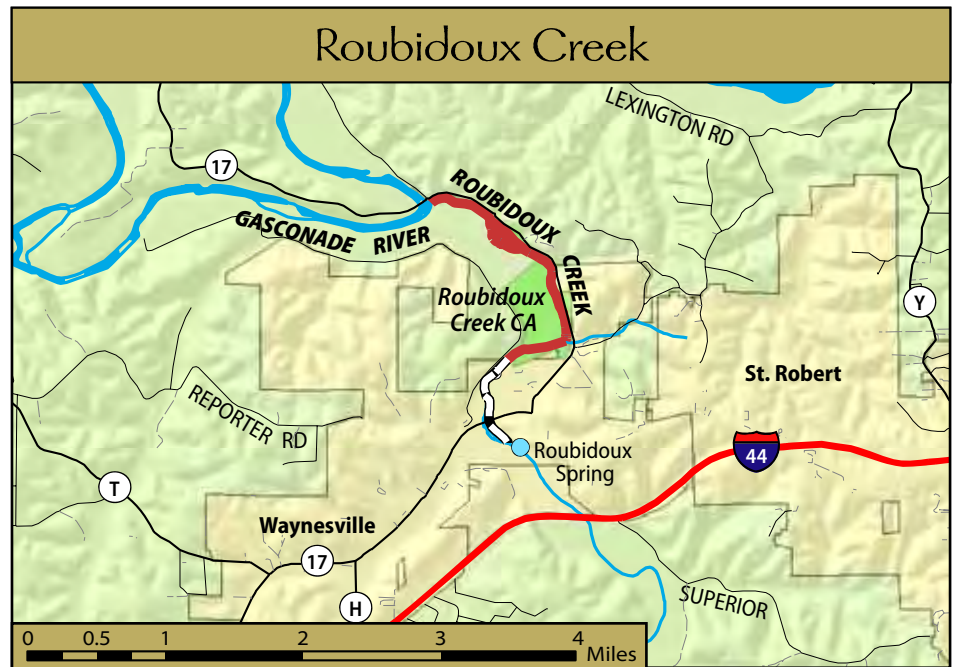 Roubidoux Creek
LEXINGTON RD
17
ROUBIDOUX
CREEK
GASCONADE RIVER
Roubidoux
Creek CA
Y
St. Robert
REPORTER RD
44
Roubidoux
Spring
T
Waynesville
17
H
SUPERIOR
0 0.5 1 2 3 4
Miles